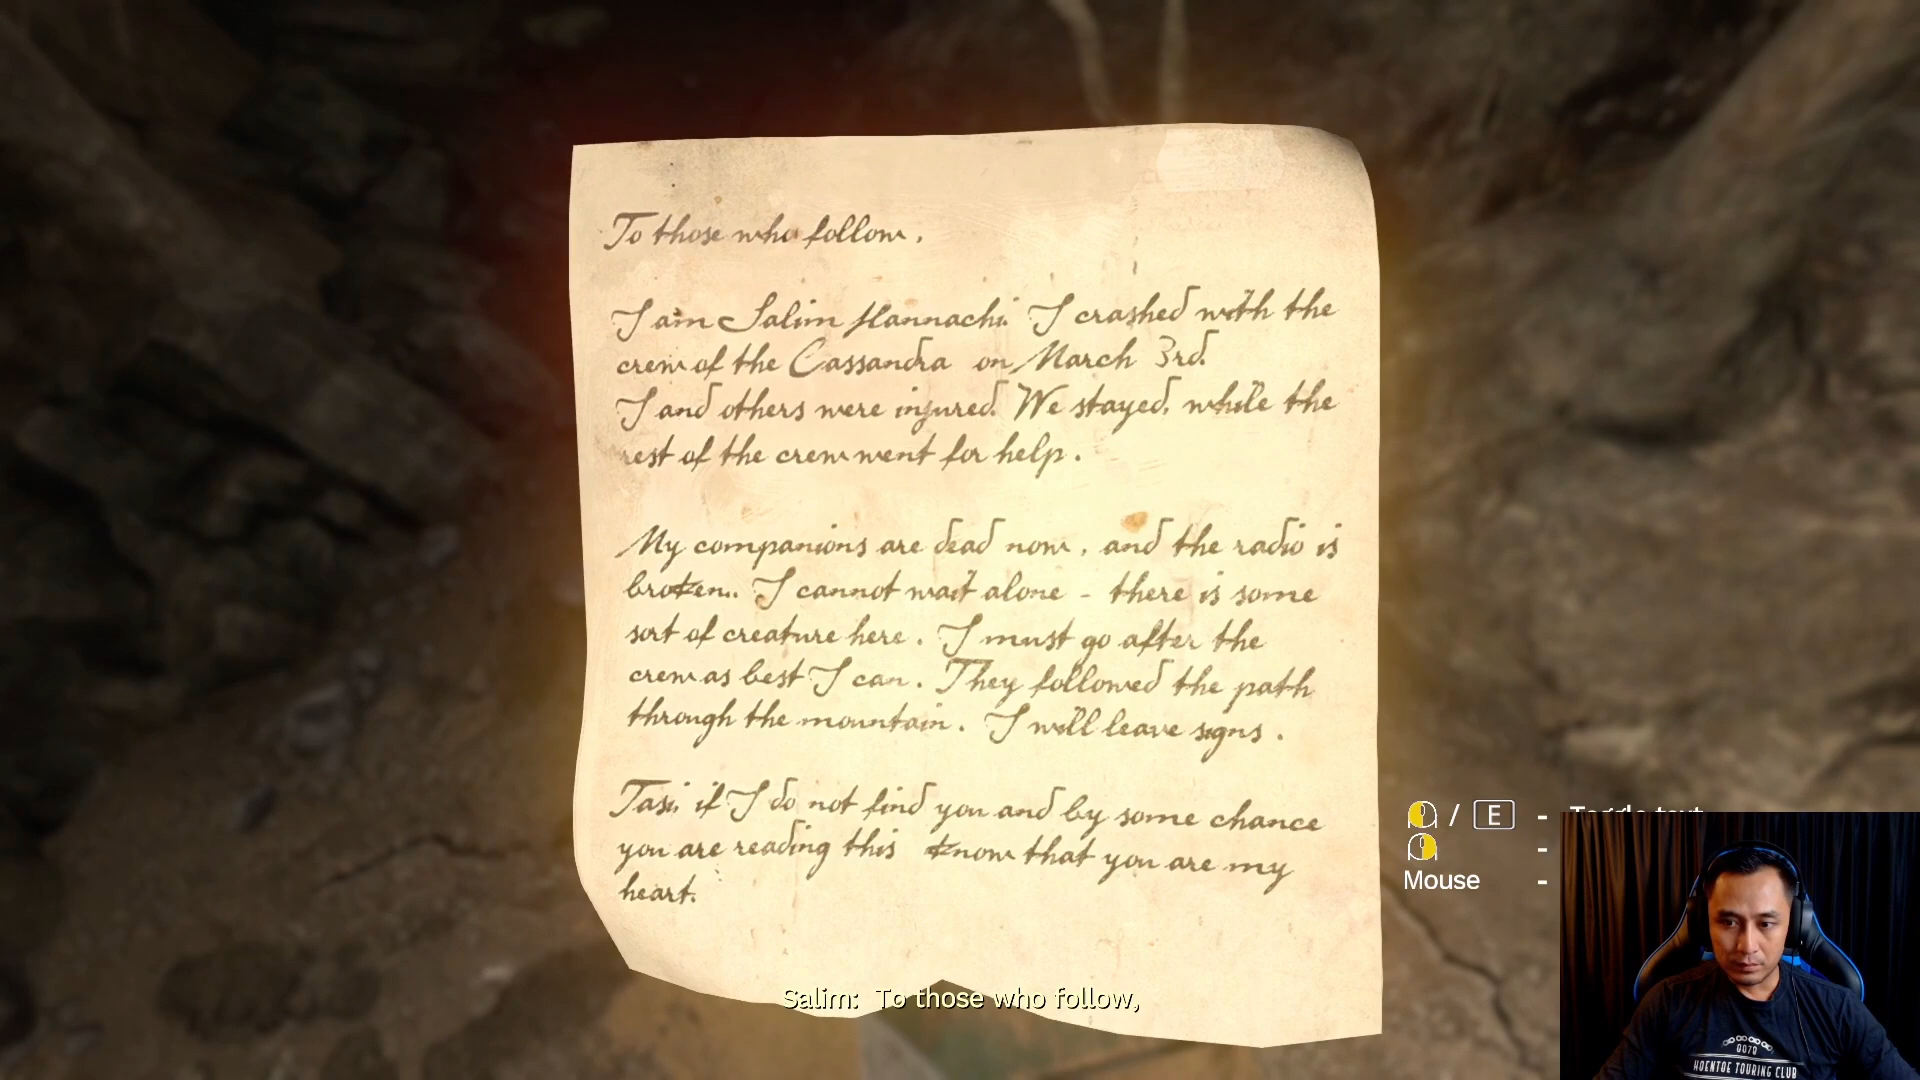 To those who follow,
I am Salim Hannachi. I crashed with the
crew of the Cassandra on March 3rd.
I and others were injured. We stayed, while the
rest of the crew went for help.
My companions are dead now, and the radio is
broken. I cannot wait alone - there is some
sort of creature here. I must go after the
crew as best I can. They followed the path
through the mountain. I will leave signs.
Tasi, if I do not find you and by some chance
you are reading this know that you are my
heart.
/ E - Toggle text
-
Mouse -
Salim: To those who follow,
HOENTOE TOURING CLUB